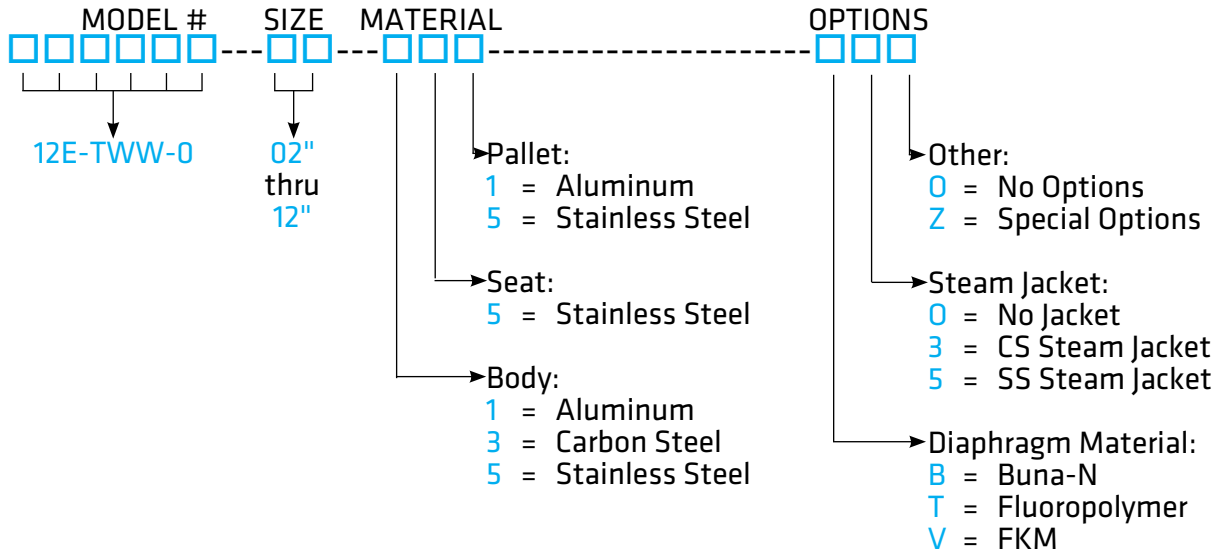 MODEL # SIZE MATERIAL OPTIONS
12E-TWW-0
02"
thru
12"
Pallet:
1 = Aluminum
5 = Stainless Steel
Seat:
5 = Stainless Steel
Body:
1 = Aluminum
3 = Carbon Steel
5 = Stainless Steel
Other:
O = No Options
Z = Special Options
Steam Jacket:
O = No Jacket
3 = CS Steam Jacket
5 = SS Steam Jacket
Diaphragm Material:
B = Buna-N
T = Fluoropolymer
V = FKM